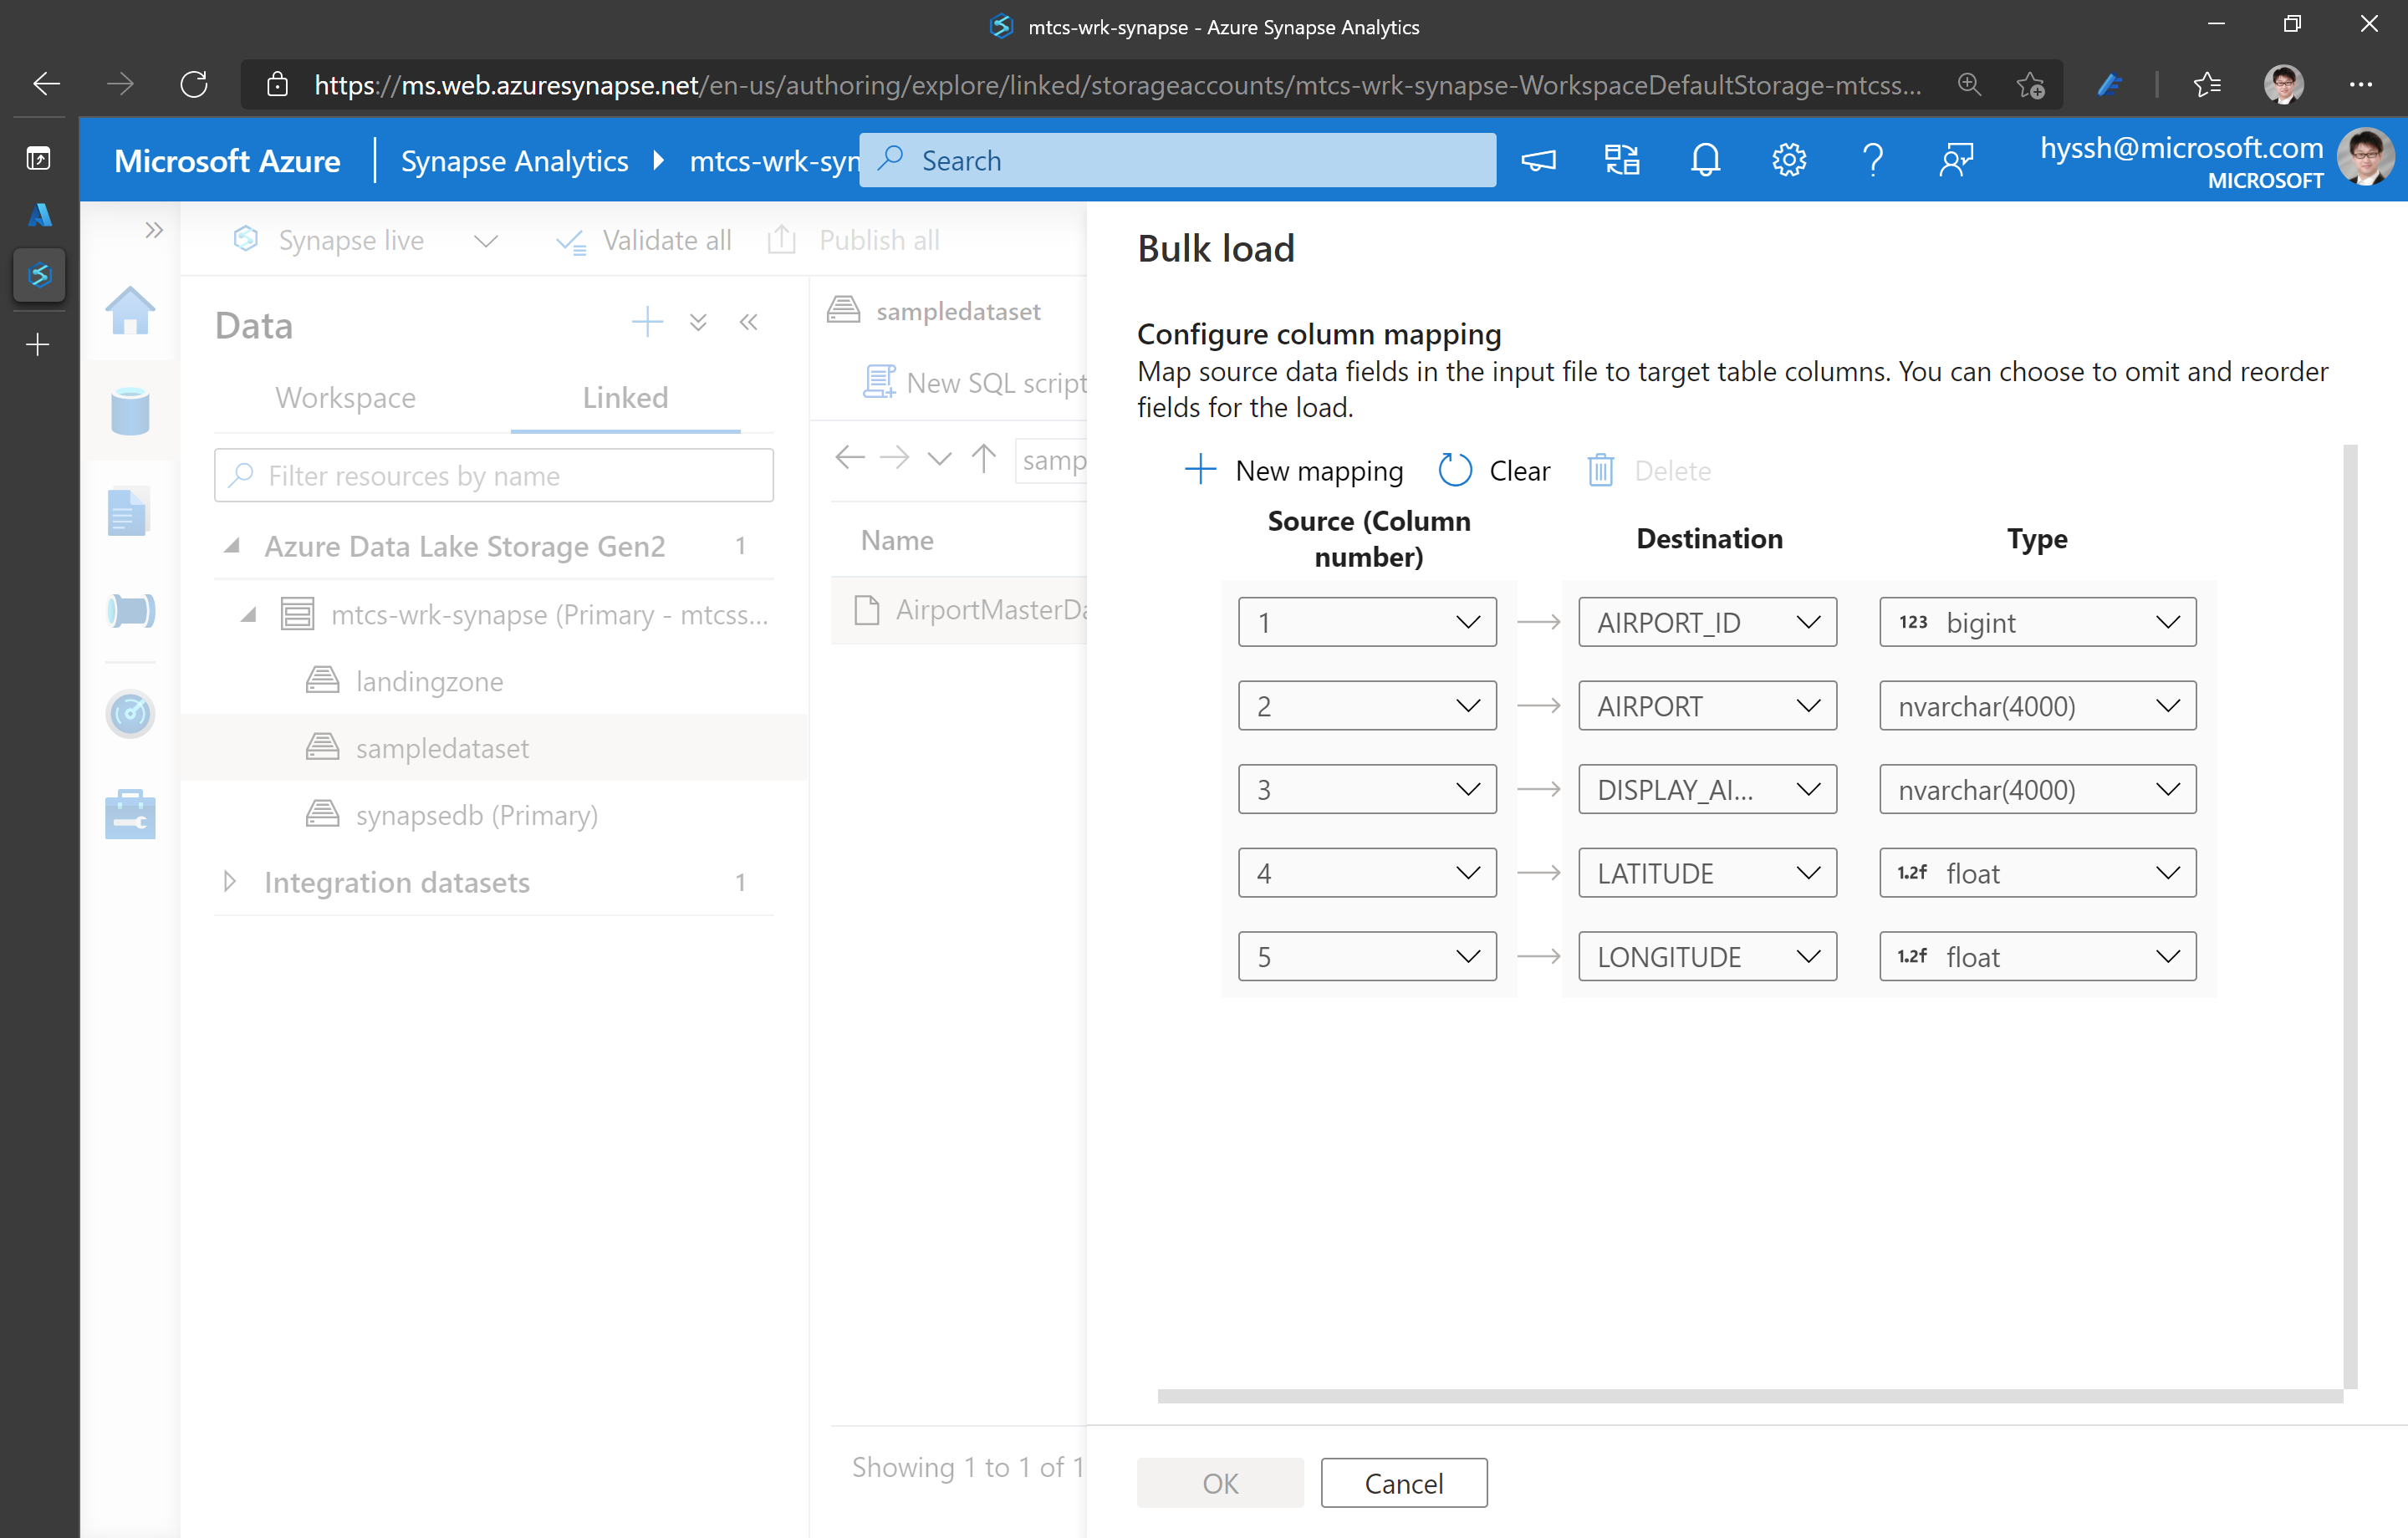 mtcs-wrk-synapse - Azure Synapse Analytics
https://ms.web.azuresynapse.net/en-us/authoring/explore/linked/storageaccounts/mtcs-wrk-synapse-WorkspaceDefaultStorage-mtcss...
Microsoft Azure
Synapse Analytics
mtcs-wrk-syn
Search
hyssh@microsoft.com
MICROSOFT
Synapse live
Validate all
Publish all
Data
Workspace
Linked
Filter resources by name
Azure Data Lake Storage Gen2 1
mtcs-wrk-synapse (Primary - mtcss...
landingzone
sampledataset
synapsedb (Primary)
Integration datasets 1
sampledataset
New SQL script
samp
Name
AirportMasterDa
Showing 1 to 1 of 1
Bulk load
Configure column mapping
Map source data fields in the input file to target table columns. You can choose to omit and reorder
fields for the load.
New mapping Clear Delete
Source (Column
number)
Destination
Type
1 AIRPORT_ID 123 bigint
2 AIRPORT nvarchar(4000)
3 DISPLAY_AI... nvarchar(4000)
4 LATITUDE 1.2f float
5 LONGITUDE 1.2f float
OK Cancel